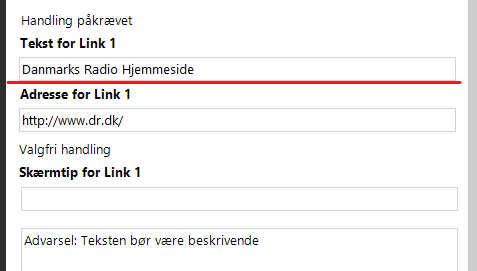 Handling påkrævet
Tekst for Link 1
Danmarks Radio Hjemmeside
Adresse for Link 1
http://www.dr.dk/
Valgfri handling
Skærmtip for Link 1
Advarsel: Teksten bør være beskrivende